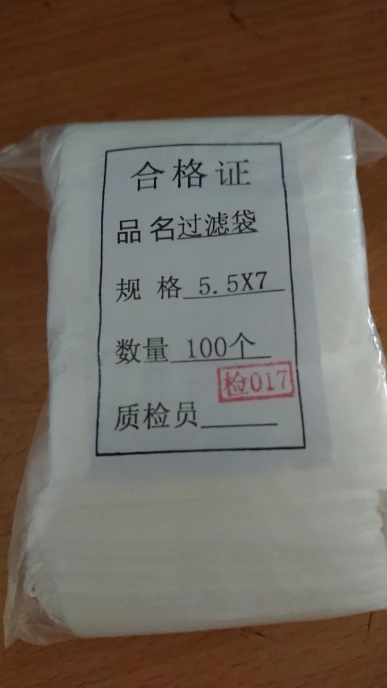 合格证
品名过滤袋
规格5.5X7
数量100个
检017
质检员